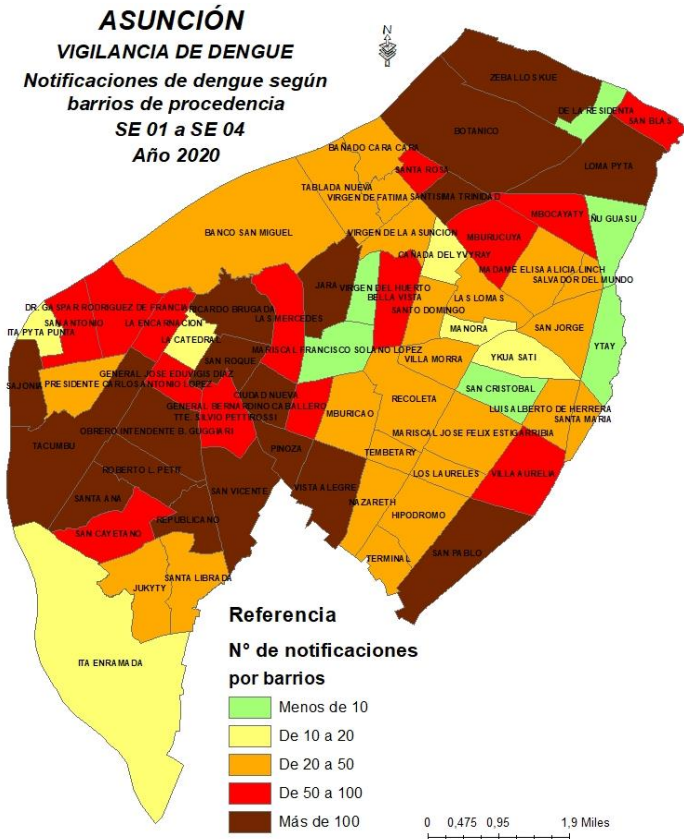 ASUNCIÓN
VIGILANCIA DE DENGUE
Notificaciones de dengue según
barrios de procedencia
SE 01 a SE 04
Año 2020
N
ZEBALLOS KUE
DE LA RESIDENTA
SAN BLAS
BOTANICO
LOMA PYTA
BAÑADO CARA CARA
SANTA ROSA
TABLADA NUEVA
VIRGEN DE FATIMA
SANTISIMA TRINIDAD
MBOCAYATY
ÑU GUASU
BANCO SAN MIGUEL
VIRGEN DE LA ASUNCIÓN
MBURUCUYA
CAÑADA DEL YVYRAY
MADAME ELISA ALICIA LINCH
SALVADOR DEL MUNDO
JARA
VIRGEN DEL HUERTO
BELLA VISTA
LAS LOMAS
SANTO DOMINGO
DR. GASPAR RODRIGUEZ DE FRANCIA
RICARDO BRUGADA
LAS MERCEDES
ITA PYTA PUNTA
SAN ANTONIO
LA ENCARNACION
MANORA
SAN JORGE
LA CATEDRAL
MARISCAL FRANCISCO SOLANO LOPEZ
VILLA MORRA
YKUA SATI
YTAY
SAN ROQUE
SAJONIA
PRESIDENTE CARLOS ANTONIO LOPEZ
GENERAL JOSE EDUVIGIS DIAZ
CIUDAD NUEVA
SAN CRISTOBAL
RECOLETA
GENERAL BERNARDINO CABALLERO
MBURICAO
LUIS ALBERTO DE HERRERA
SANTA MARIA
TTE. SILVIO PETTIROSSI
OBRERO INTENDENTE B. GUGGIARI
MARISCAL JOSE FELIX ESTIGARRIBIA
TACUMBU
PINOZA
TEMBETARY
ROBERTO L. PETIT
LOS LAURELES
VILLA AURELIA
SANTA ANA
SAN VICENTE
VISTA ALEGRE
NAZARETH
HIPODROMO
REPUBLICANO
SAN CAYETANO
SAN PABLO
TERMINAL
JUKYTY
SANTA LIBRADA
ITA ENRAMADA
Referencia
N° de notificaciones
por barrios
Menos de 10
De 10 a 20
De 20 a 50
De 50 a 100
Más de 100
0 0,475 0,95 1,9 Miles